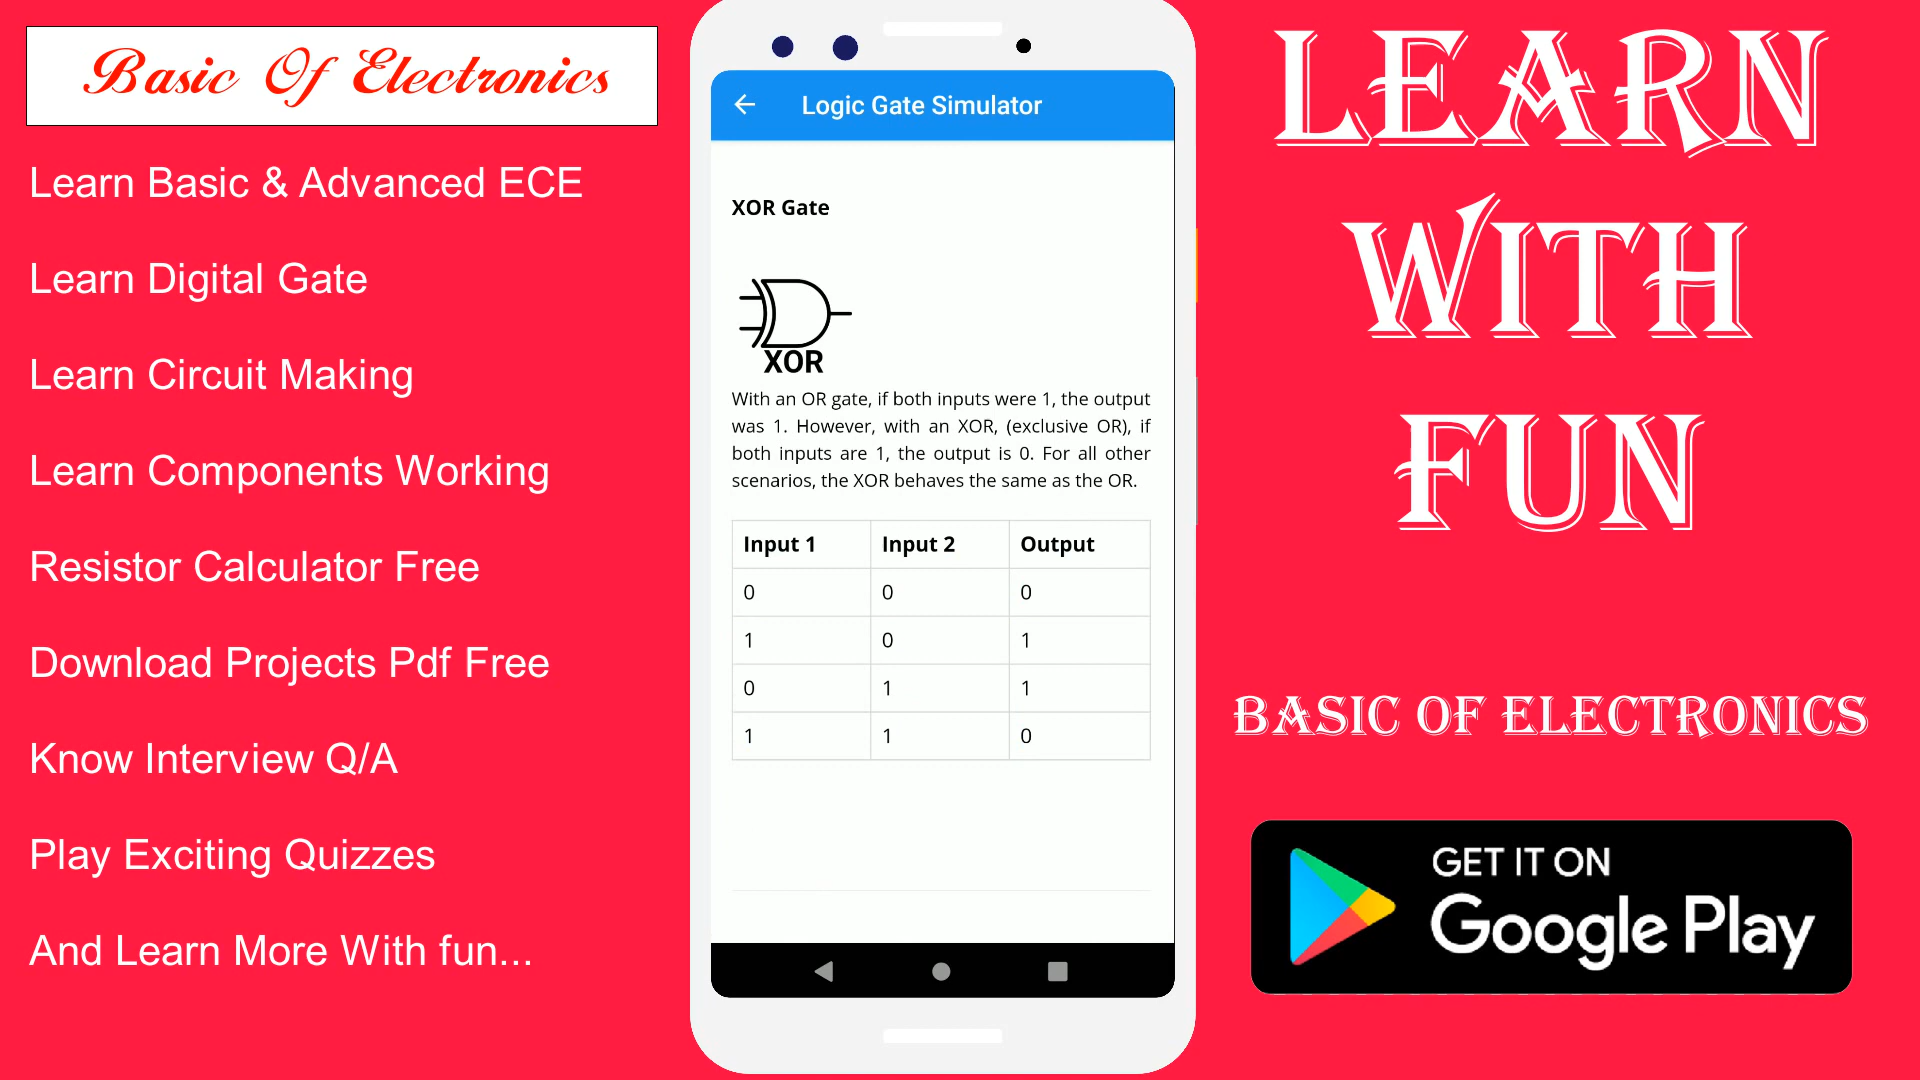 Basic Of Electronics
Learn Basic & Advanced ECE
Learn Digital Gate
Learn Circuit Making
Learn Components Working
Resistor Calculator Free
Download Projects Pdf Free
Know Interview Q/A
Play Exciting Quizzes
And Learn More With fun...
Logic Gate Simulator
XOR Gate
XOR
With an OR gate, if both inputs were 1, the output
was 1. However, with an XOR, (exclusive OR), if
both inputs are 1, the output is 0. For all other
scenarios, the XOR behaves the same as the OR.
Input 1 Input 2 Output
0 0 0
1 0 1
0 1 1
1 1 0
LEARN
WITH
FUN
BASIC OF ELECTRONICS
GET IT ON
Google Play